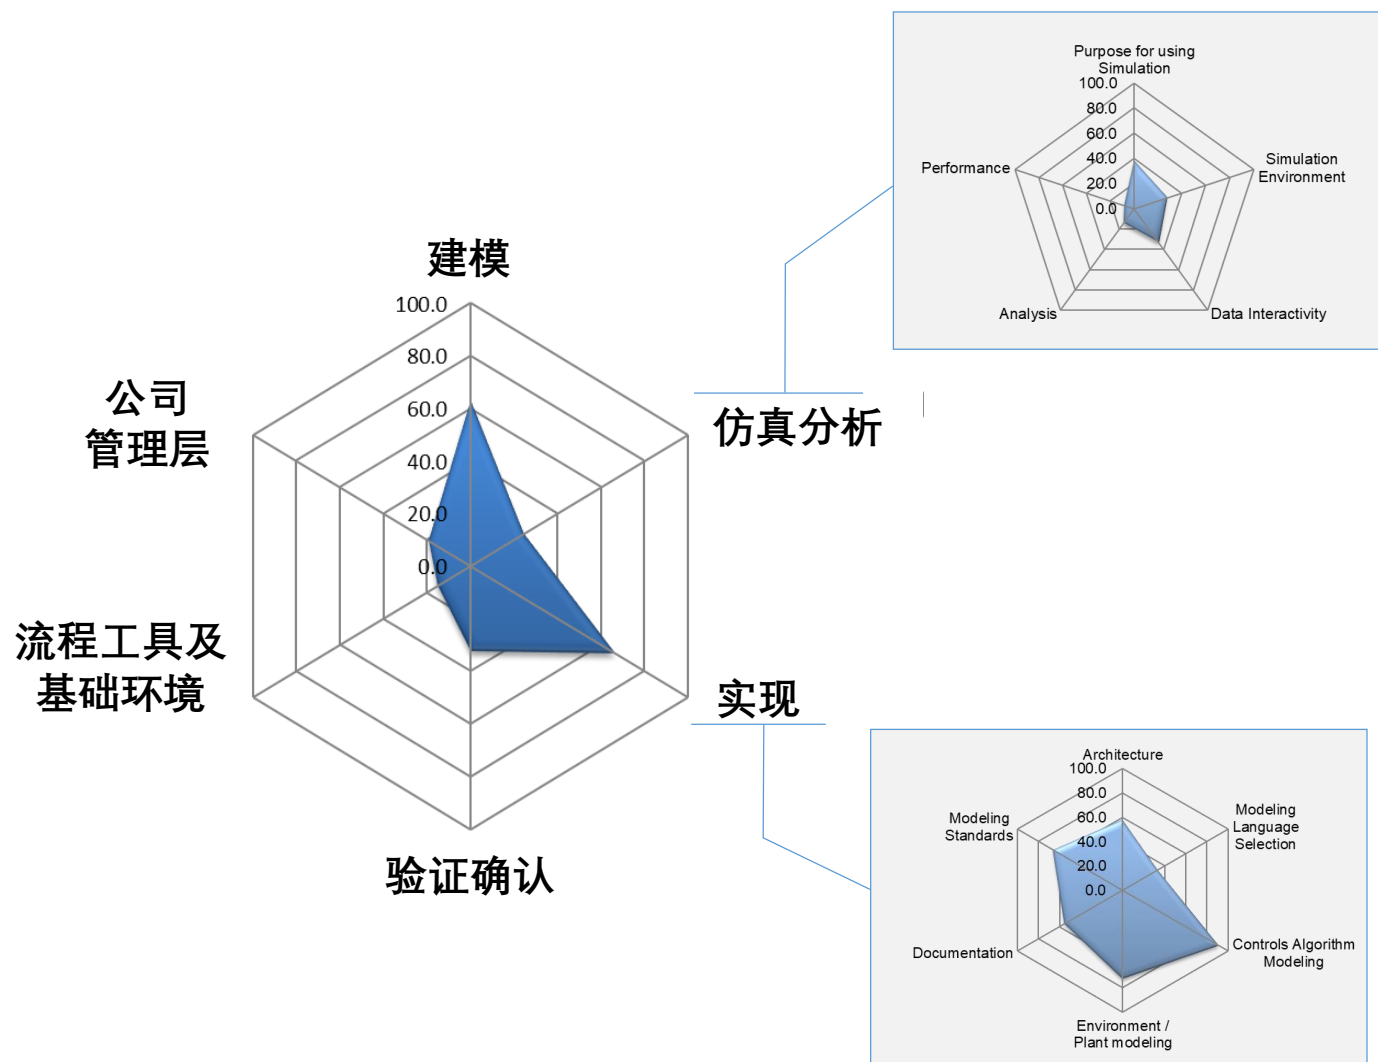 建模
100.0
80.0
60.0
40.0
20.0
0.0
公司
管理层
仿真分析
流程工具及
基础环境
实现
验证确认
Purpose for using
Simulation
100.0
80.0
60.0
40.0
20.0
0.0
Performance
Simulation
Environment
Analysis
Data Interactivity
Architecture
100.0
80.0
60.0
40.0
20.0
0.0
Modeling
Standards
Modeling
Language
Selection
Documentation
Controls Algorithm
Modeling
Environment /
Plant modeling